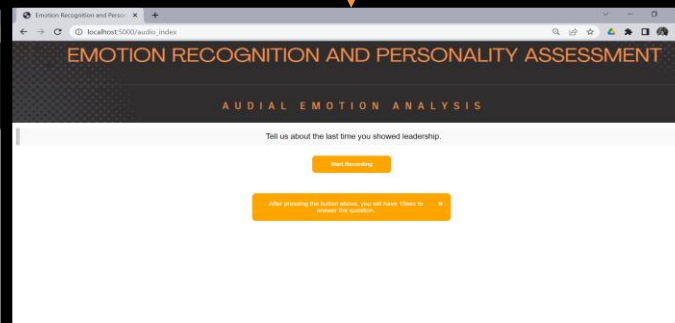 Emotion Recognition and Person
localhost:5000/audio_index
EMOTION RECOGNITION AND PERSONALITY ASSESSMENT
AUDIAL EMOTION ANALYSIS
Tell us about the last time you showed leadership.
Start Recording
After pressing the button above, you will have 15sec to
answer the question.